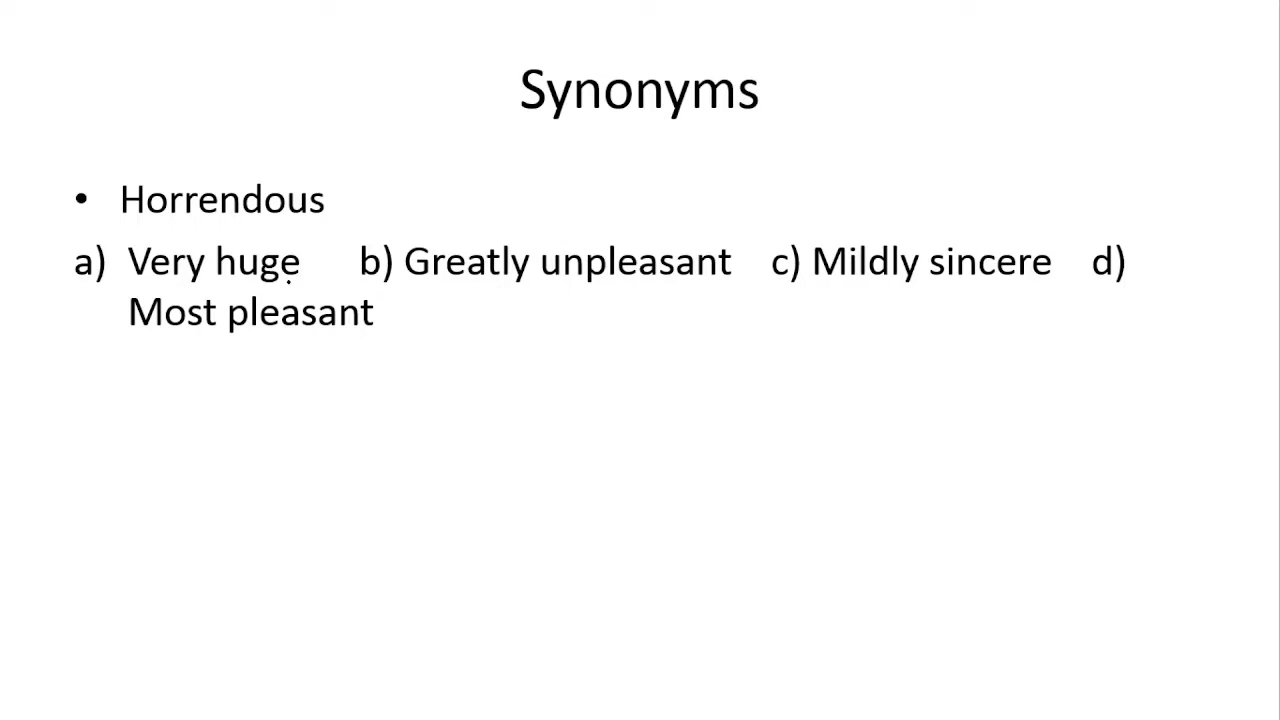 Synonyms
• Horrendous
a) Very huge b) Greatly unpleasant c) Mildly sincere d)
Most pleasant